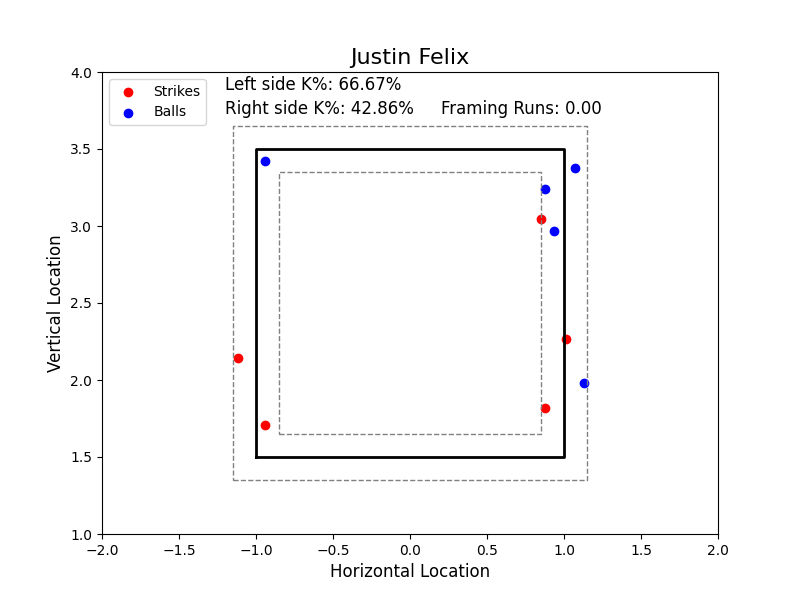 Justin Felix
Strikes
Balls
Left side K%: 66.67%
Right side K%: 42.86%
Framing Runs: 0.00
4.0
3.5
3.0
2.5
2.0
1.5
1.0
Vertical Location
−2.0
−1.5
−1.0
−0.5
0.0
0.5
1.0
1.5
2.0
Horizontal Location